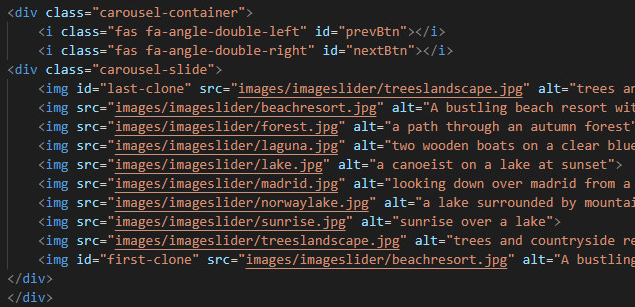 <div class="carousel-container">
<i class="fas fa-angle-double-left" id="prevBtn"></i>
<i class="fas fa-angle-double-right" id="nextBtn"></i>
<div class="carousel-slide">
<img id="last-clone" src="images/imageslider/treeslandscape.jpg" alt="trees an
<img src="images/imageslider/beachresort.jpg" alt="A bustling beach resort wit
<img src="images/imageslider/forest.jpg" alt="a path through an autumn forest"
<img src="images/imageslider/laguna.jpg" alt="two wooden boats on a clear blue
<img src="images/imageslider/lake.jpg" alt="a canoeist on a lake at sunset">
<img src="images/imageslider/madrid.jpg" alt="looking down over madrid from a
<img src="images/imageslider/norwaylake.jpg" alt="a lake surrounded by mountai
<img src="images/imageslider/sunrise.jpg" alt="sunrise over a lake">
<img src="images/imageslider/treeslandscape.jpg" alt="trees and countryside re
<img id="first-clone" src="images/imageslider/beachresort.jpg" alt="A bustling
</div>
</div>